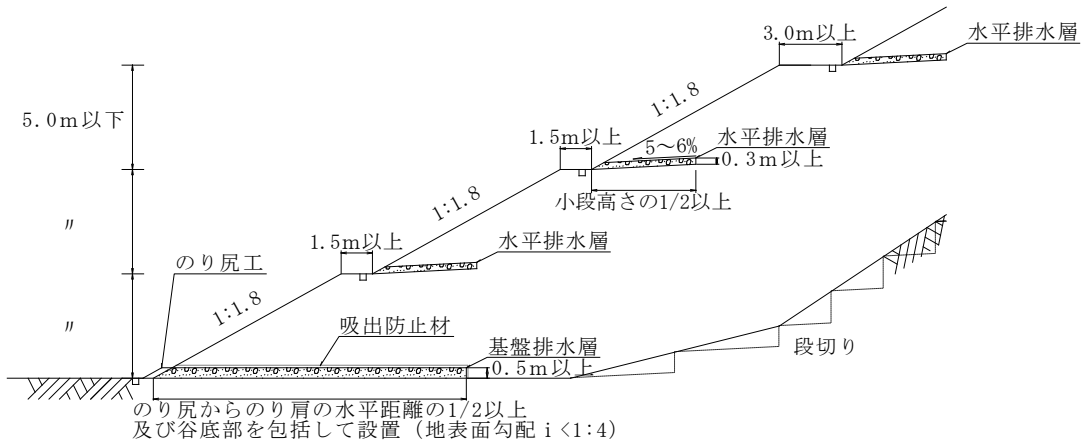 3.0m以上
水平排水層
5.0m以下
1:1.8
1.5m以上
5〜6%
水平排水層
0.3m以上
小段高さの1/2以上
〃
1:1.8
1.5m以上
水平排水層
のり尻工
1:1.8
〃
吸出防止材
基盤排水層
0.5m以上
段切り
のり尻からのり肩の水平距離の1/2以上
及び谷底部を包括して設置（地表面勾配 i <1:4）